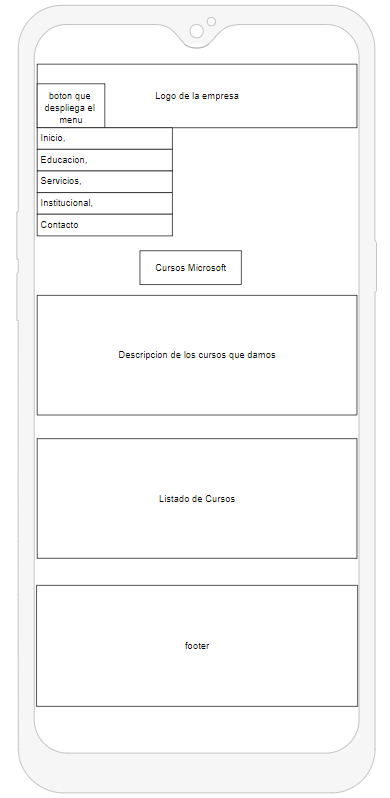 boton que
despliega el
menu
Logo de la empresa
Inicio,
Educacion,
Servicios,
Institucional,
Contacto
Cursos Microsoft
Descripcion de los cursos que damos
Listado de Cursos
footer